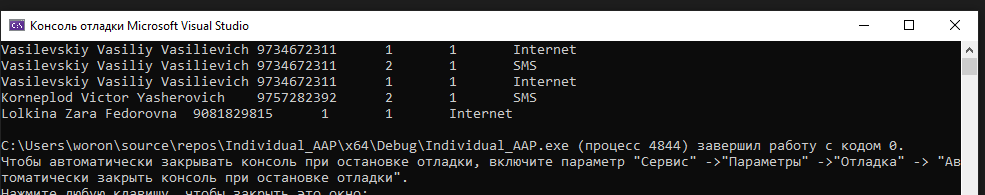 Консоль отладки Microsoft Visual Studio
Vasilevskiy Vasiliy Vasilievich 9734672311 1 1 Internet
Vasilevskiy Vasiliy Vasilievich 9734672311 2 1 SMS
Vasilevskiy Vasiliy Vasilievich 9734672311 1 1 Internet
Korneplod Victor Yasherovich 9757282392 2 1 SMS
Lolkina Zara Fedorovna 9081829815 1 1 Internet
C:\Users\woron\source\repos\Individual_AAP\x64\Debug\Individual_AAP.exe (процесс 4844) завершил работу с кодом 0.
Чтобы автоматически закрывать консоль при остановке отладки, включите параметр "Сервис" ->"Параметры" ->"Отладка" -> "Ав
томатически закрыть консоль при остановке отладки".
Нажмите любую клавишу, чтобы закрыть это окно: